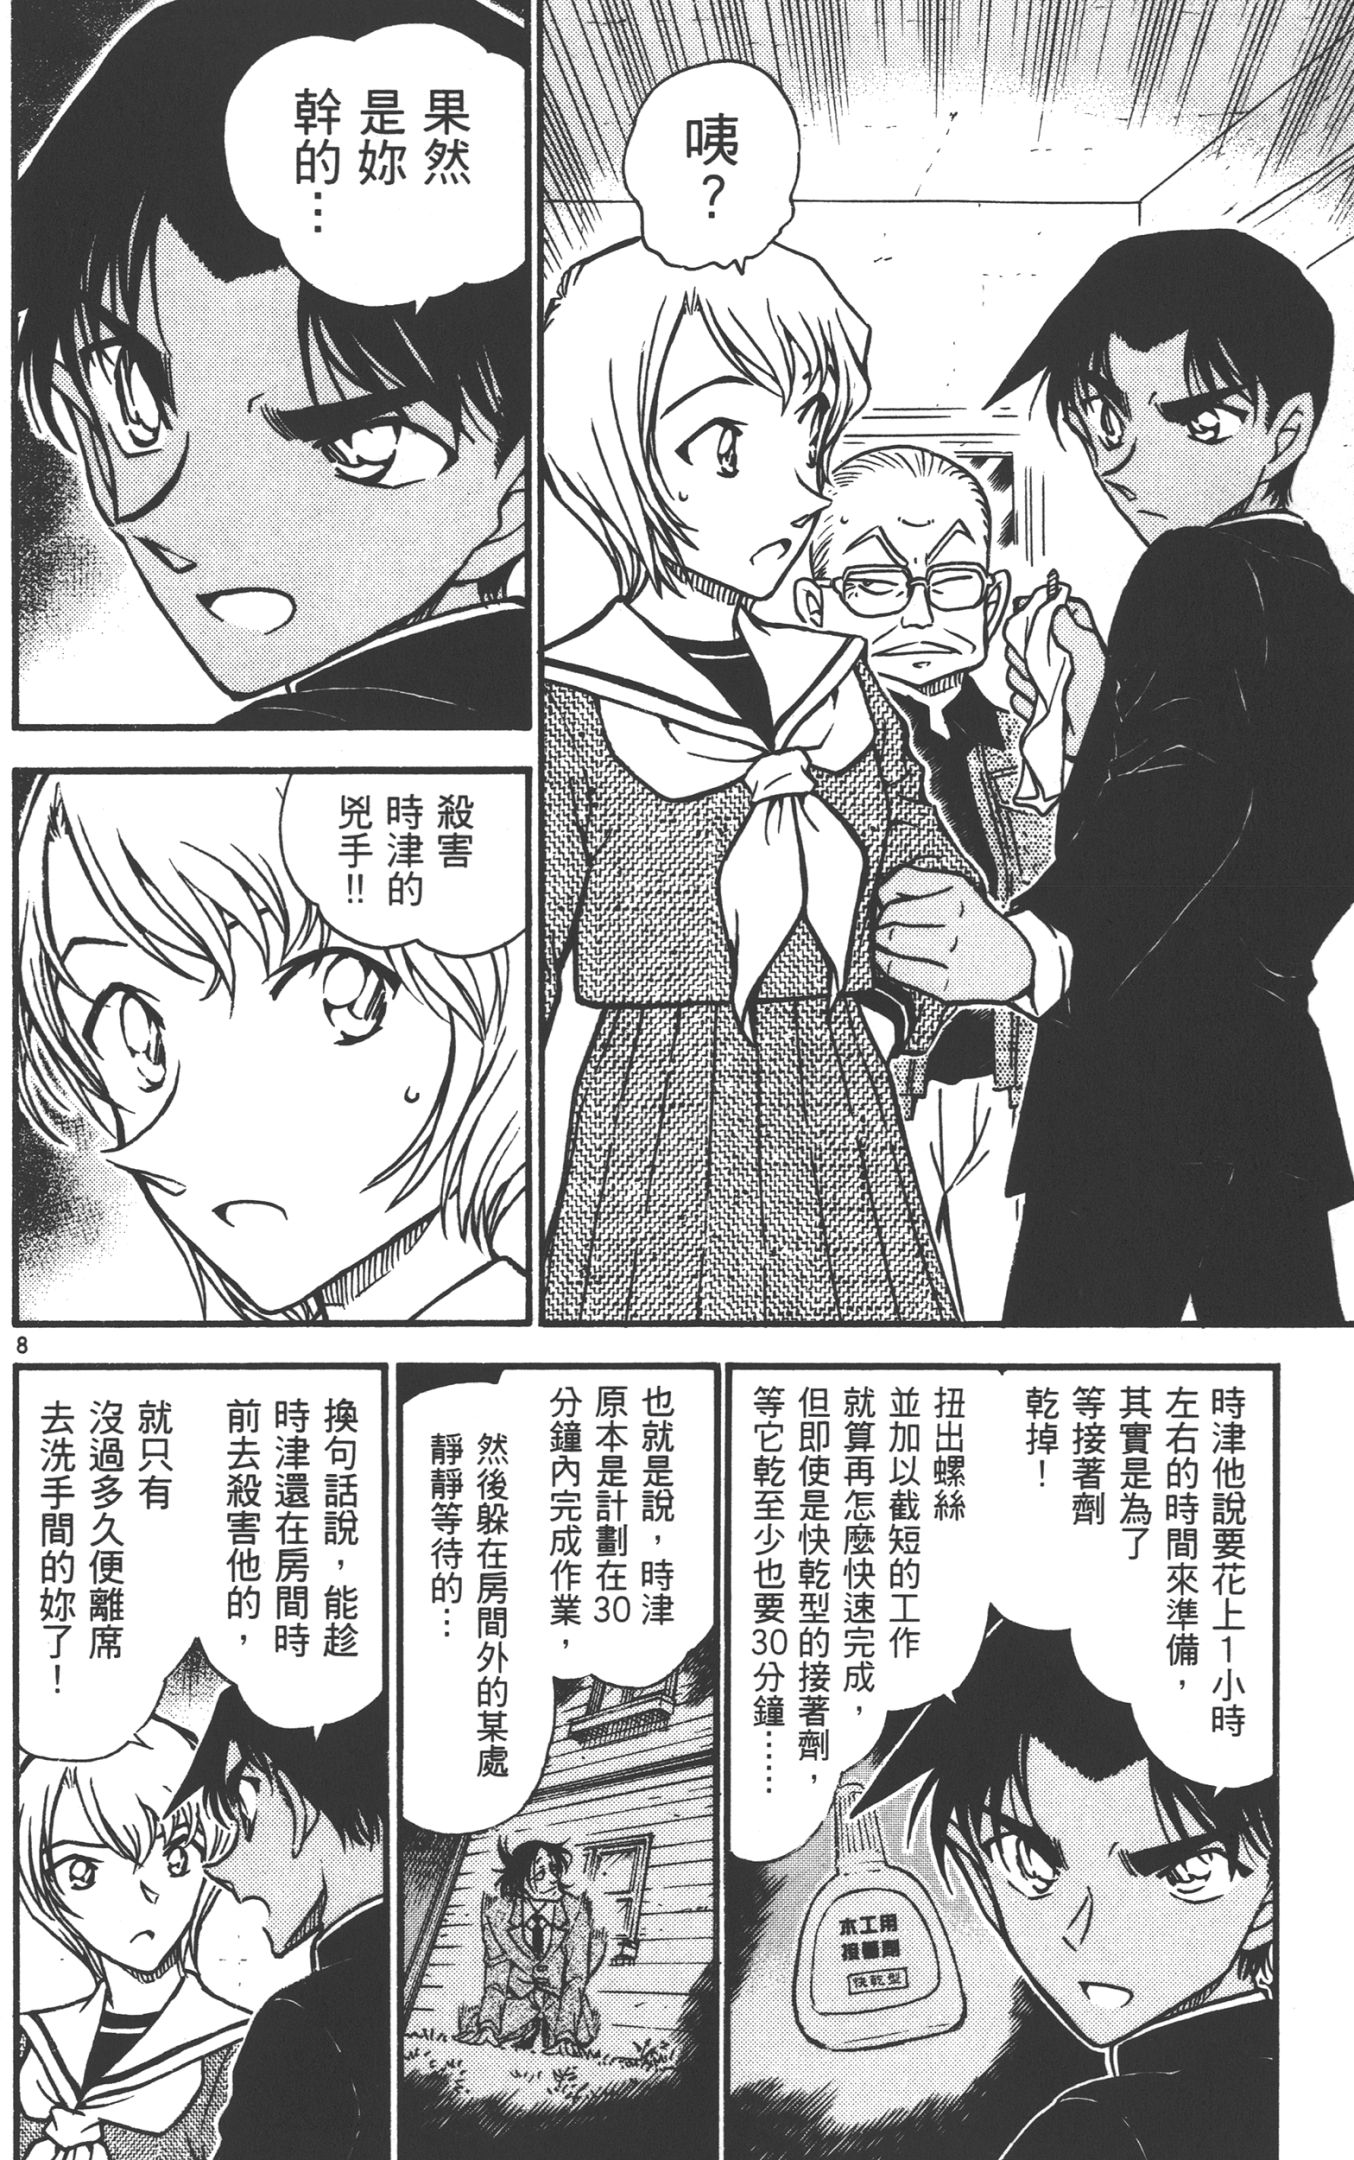 咦？
果然
是妳
幹的…
殺害
時津的
兇手!!
8
時津他說要花上1小時
左右的時間來準備，
其實是為了
等接著劑
乾掉！
扭出螺絲
並加以截短的工作
就算再怎麼快速完成，
但即使是快乾型的接著劑，
等它乾至少也要30分鐘……
木工用
接著劑
快乾型
也就是說，時津
原本是計劃在30
分鐘內完成作業，
然後躲在房間外的某處
靜靜等待的…
換句話說，能趁
時津還在房間時
前去殺害他的，
就只有
沒過多久便離席
去洗手間的妳了！